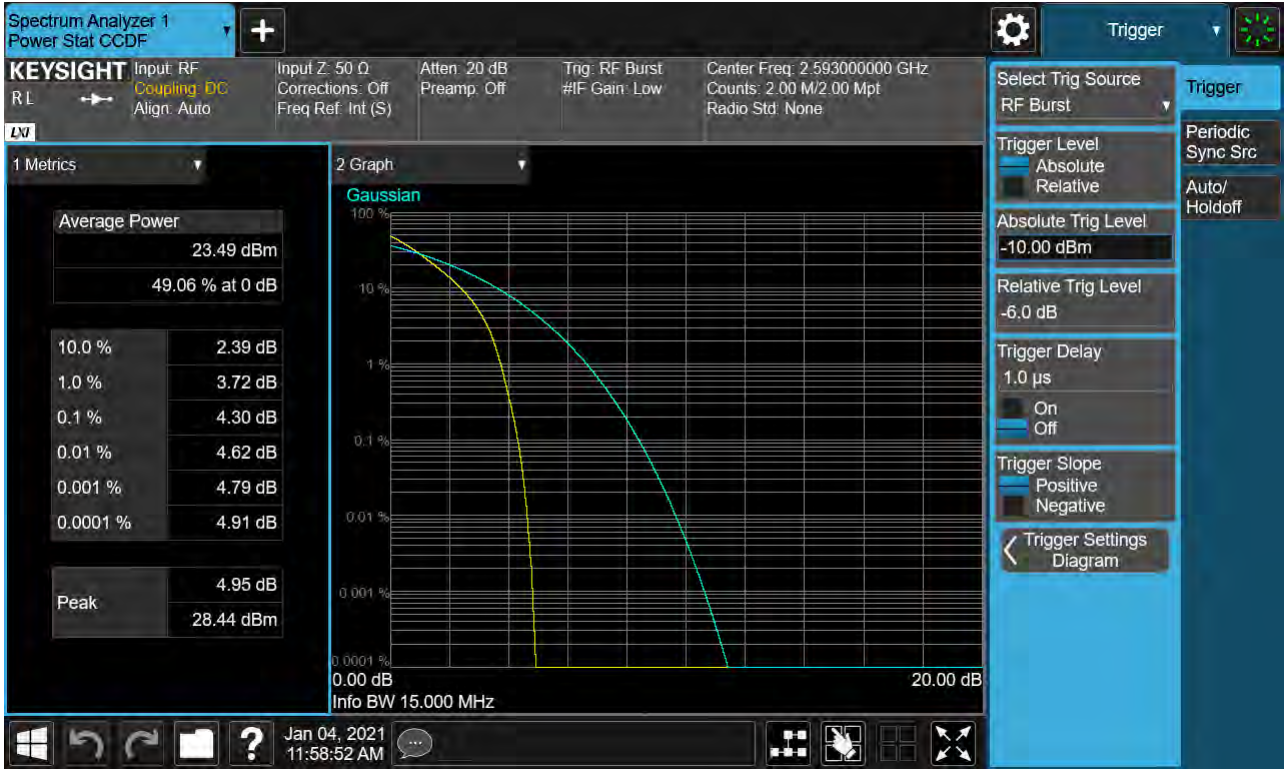 Spectrum Analyzer 1
Power Stat CCDF
+
Trigger
KEYSIGHT
R L
LXI
Input: RF
Coupling: DC
Align: Auto
Input Z: 50 Ω
Corrections: Off
Freq Ref: Int (S)
Atten: 20 dB
Preamp: Off
Trig: RF Burst
#IF Gain: Low
Center Freq: 2.593000000 GHz
Counts: 2.00 M/2.00 Mpt
Radio Std: None
1 Metrics
Average Power
23.49 dBm
49.06 % at 0 dB
10.0 % 2.39 dB
1.0 % 3.72 dB
0.1 % 4.30 dB
0.01 % 4.62 dB
0.001 % 4.79 dB
0.0001 % 4.91 dB
Peak
4.95 dB
28.44 dBm
2 Graph
Gaussian
100 %
10 %
1 %
0.1 %
0.01 %
0.001 %
0.0001 %
0.00 dB 20.00 dB
Info BW 15.000 MHz
Select Trig Source
RF Burst
Trigger Level
Absolute
Relative
Absolute Trig Level
-10.00 dBm
Relative Trig Level
-6.0 dB
Trigger Delay
1.0 µs
On
Off
Trigger Slope
Positive
Negative
Trigger Settings
Diagram
Trigger
Periodic
Sync Src
Auto/
Holdoff
?
Jan 04, 2021
11:58:52 AM